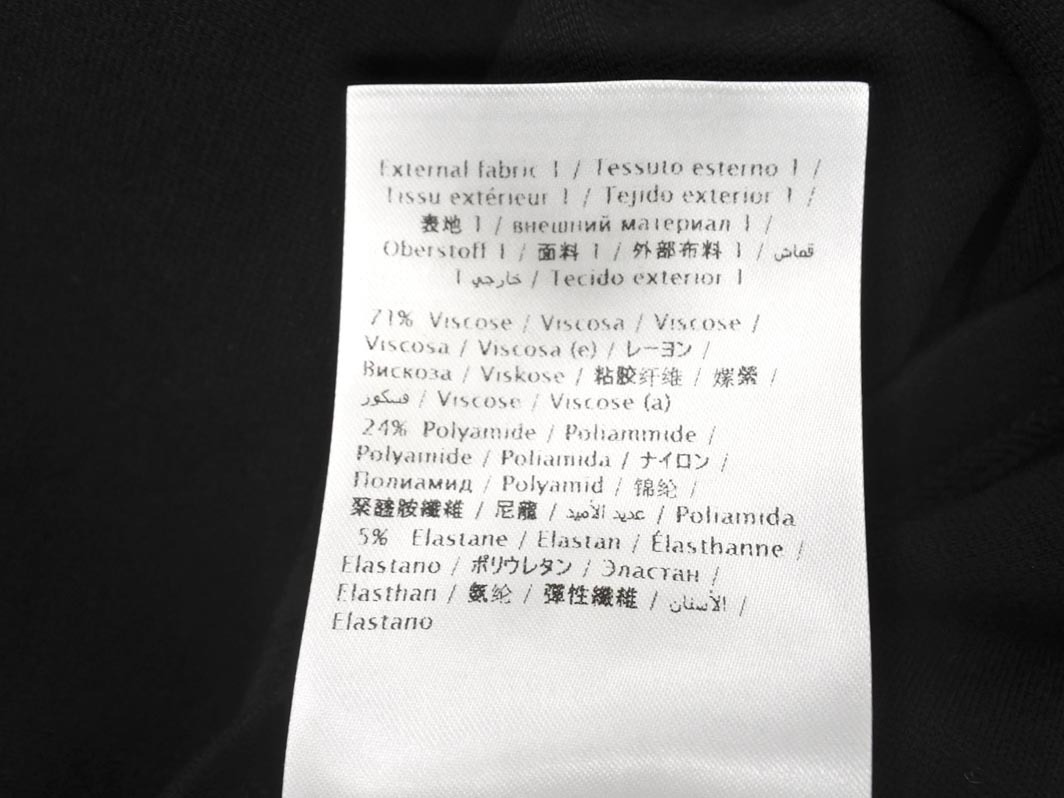 External fabric 1 / Tessuto esterno 1 /
Tissu extérieur 1 / Tejido exterior 1 /
表地 1 / внешний материал 1 /
Oberstoff 1 / 面料 1 / 外部布料 1 / قماش
خارجي 1 / Tecido exterior 1
71% Viscose / Viscosa / Viscose /
Viscosa / Viscosa (e) / レーヨン /
Вискоза / Viskose / 粘胶纤维 / 嫘縈 /
فسكوز / Viscose / Viscose (a)
24% Polyamide / Poliammide /
Polyamide / Poliamida / ナイロン /
Полиамид / Polyamid / 锦纶 /
聚醯胺纖維 / 尼龍 / عديد الأميد / Poliamida
5% Elastane / Elastan / Élasthanne /
Elastano / ポリウレタン / Эластан /
Elasthan / 氨纶 / 彈性纖維 / الأستان /
Elastano